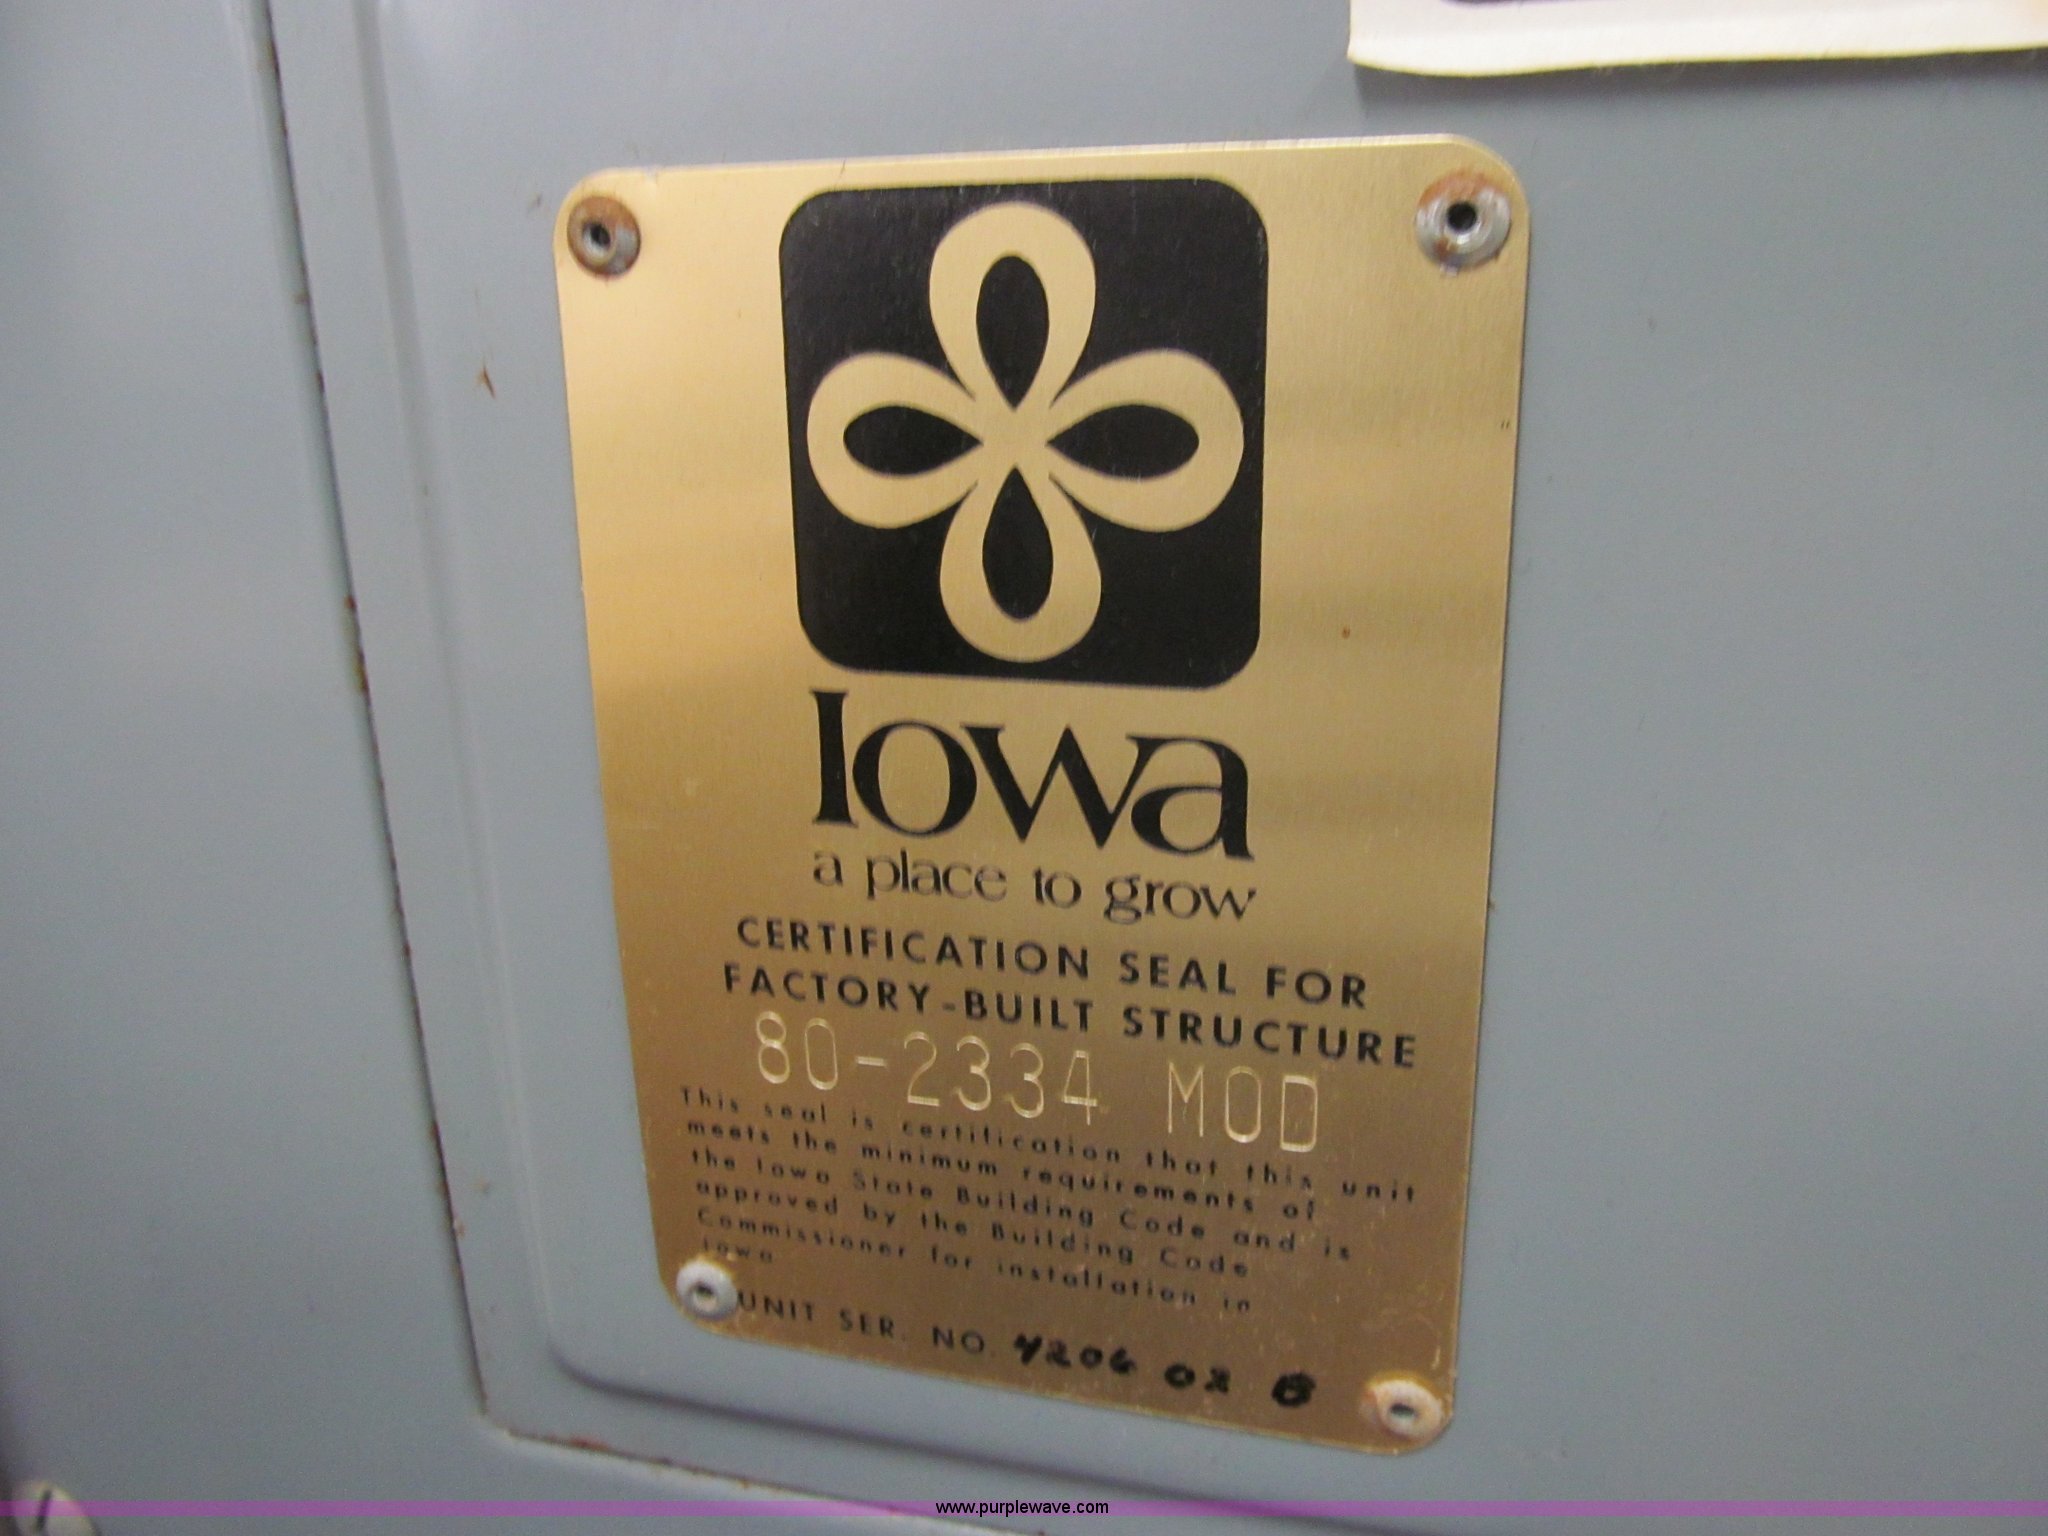 Iowa
a place to grow
CERTIFICATION SEAL FOR
FACTORY-BUILT STRUCTURE
80-2334 MOD
This seal is certification that this unit
meets the minimum requirements of
the Iowa State Building Code and is
approved by the Building Code
Commissioner for installation in
Iowa
UNIT SER. NO. 4206 02 B
www.purplewave.com